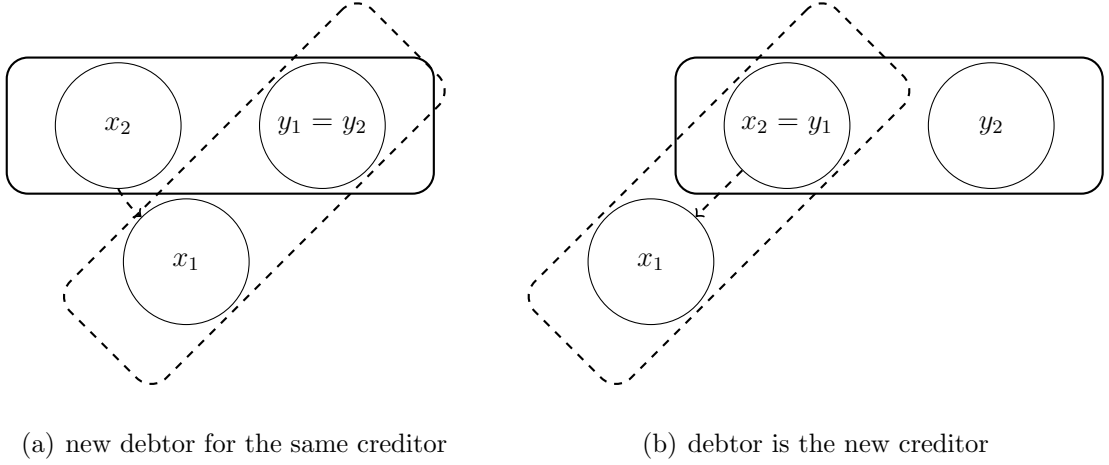 x₂ y₁ = y₂ x₂ = y₁ y₂
x₁ x₁
(a) new debtor for the same creditor (b) debtor is the new creditor